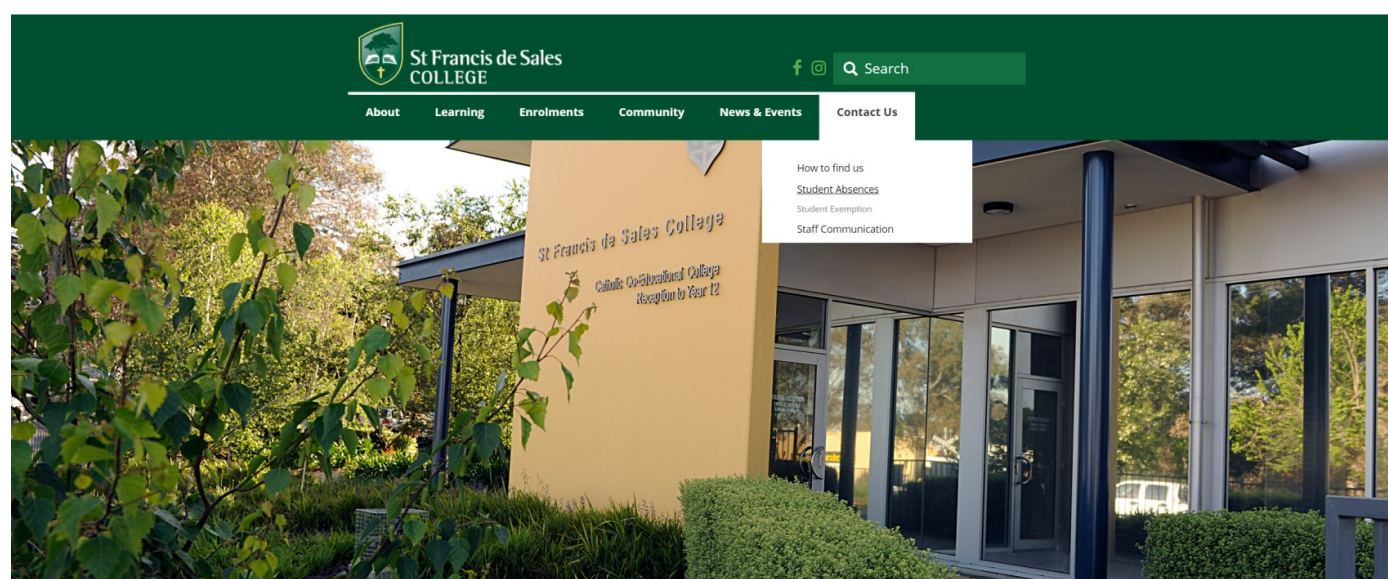 St Francis de Sales
COLLEGE
Search
About Learning Enrolments Community News & Events Contact Us
How to find us
Student Absences
Student Exemption
Staff Communication
St Francis de Sales College
Catholic Co-Educational College
Reception to Year 12